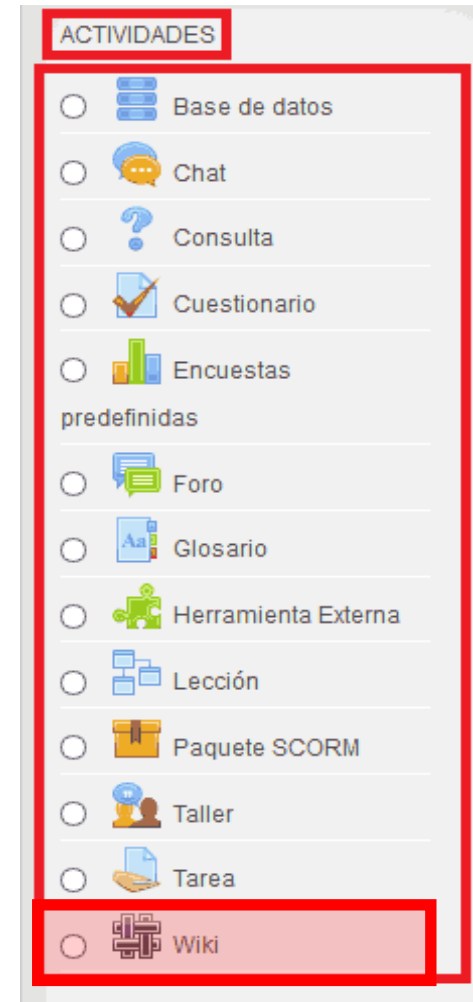 ACTIVIDADES
Base de datos
Chat
Consulta
Cuestionario
Encuestas
predefinidas
Foro
Aa
Glosario
Herramienta Externa
Lección
Paquete SCORM
Taller
Tarea
Wiki